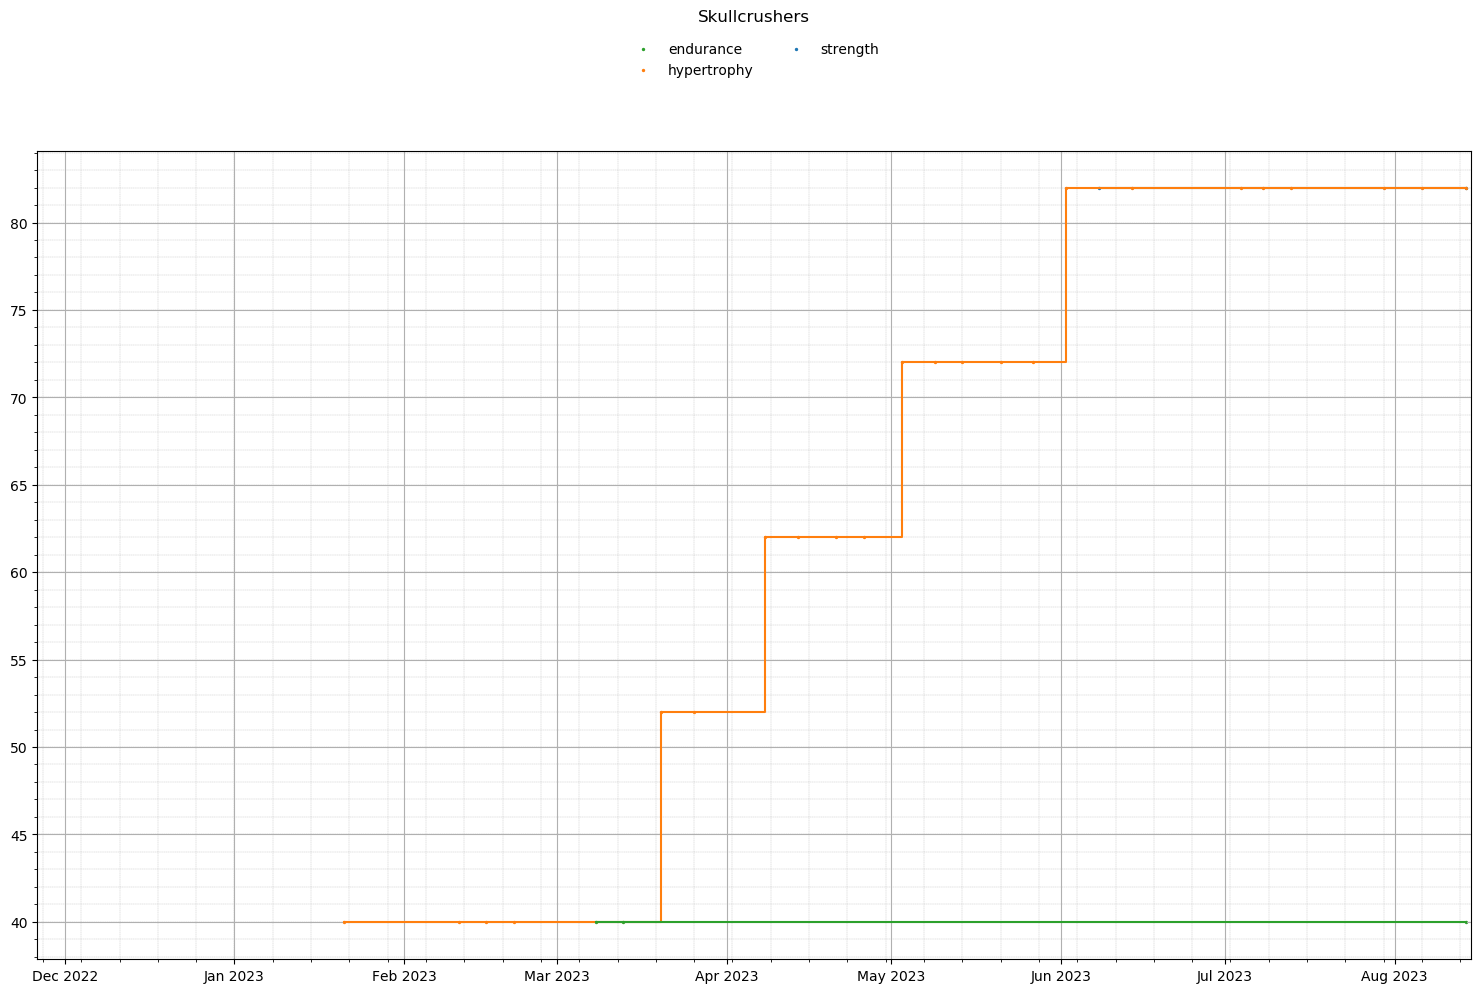 Skullcrushers
endurance
strength
hypertrophy
80
75
70
65
60
55
50
45
40
Dec 2022
Jan 2023
Feb 2023
Mar 2023
Apr 2023
May 2023
Jun 2023
Jul 2023
Aug 2023